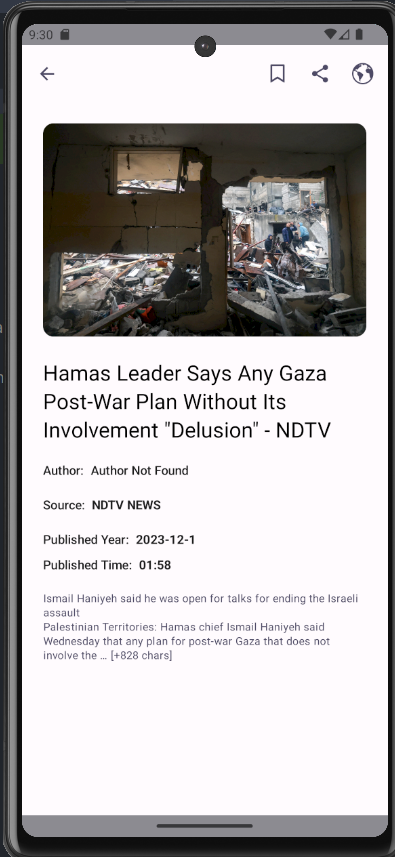 9:30
Hamas Leader Says Any Gaza
Post-War Plan Without Its
Involvement "Delusion" - NDTV
Author: Author Not Found
Source: NDTV NEWS
Published Year: 2023-12-1
Published Time: 01:58
Ismail Haniyeh said he was open for talks for ending the Israeli
assault
Palestinian Territories: Hamas chief Ismail Haniyeh said
Wednesday that any plan for post-war Gaza that does not
involve the … [+828 chars]